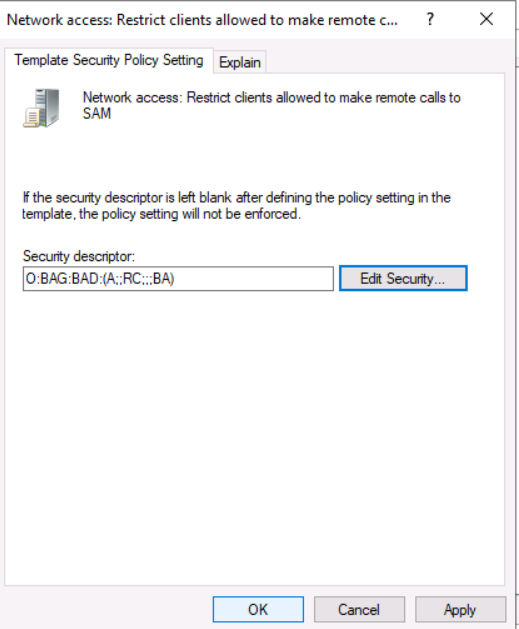 Network access: Restrict clients allowed to make remote c... ? ×
Template Security Policy Setting Explain
Network access: Restrict clients allowed to make remote calls to
SAM
If the security descriptor is left blank after defining the policy setting in the
template, the policy setting will not be enforced.
Security descriptor:
O:BAG:BAD:(A;;RC;;;BA) Edit Security...
OK Cancel Apply